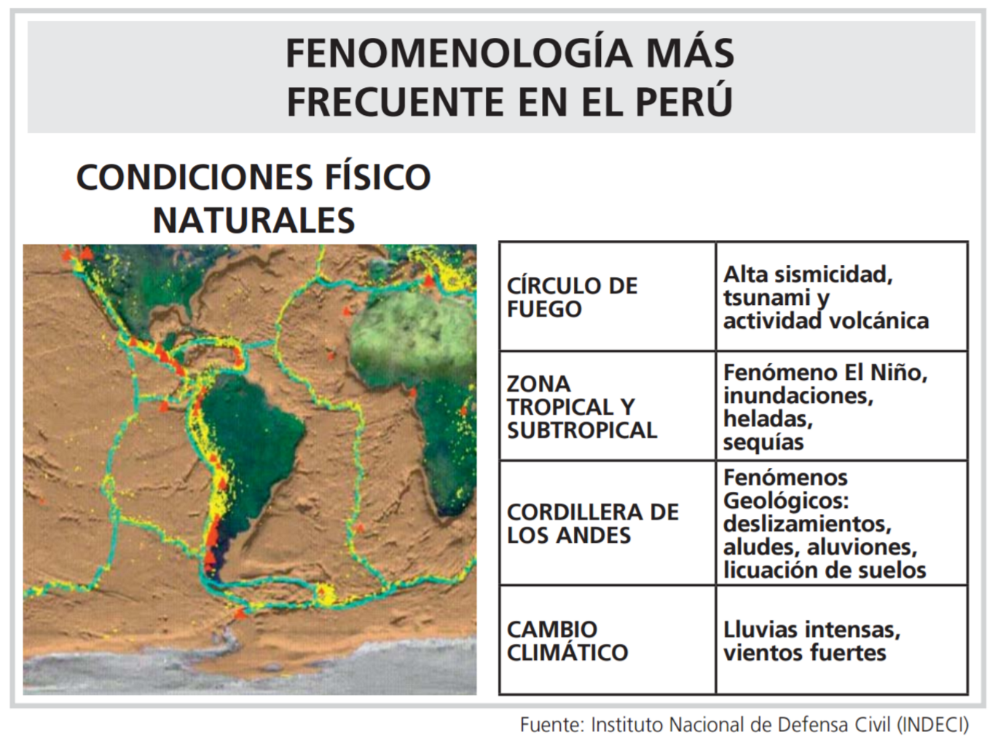 FENOMENOLOGÍA MÁS
FRECUENTE EN EL PERÚ
CONDICIONES FÍSICO
NATURALES
CÍRCULO DE
FUEGO
Alta sismicidad,
tsunami y
actividad volcánica
ZONA
TROPICAL Y
SUBTROPICAL
Fenómeno El Niño,
inundaciones,
heladas,
sequías
CORDILLERA DE
LOS ANDES
Fenómenos
Geológicos:
deslizamientos,
aludes, aluviones,
licuación de suelos
CAMBIO
CLIMÁTICO
Lluvias intensas,
vientos fuertes
Fuente: Instituto Nacional de Defensa Civil (INDECI)